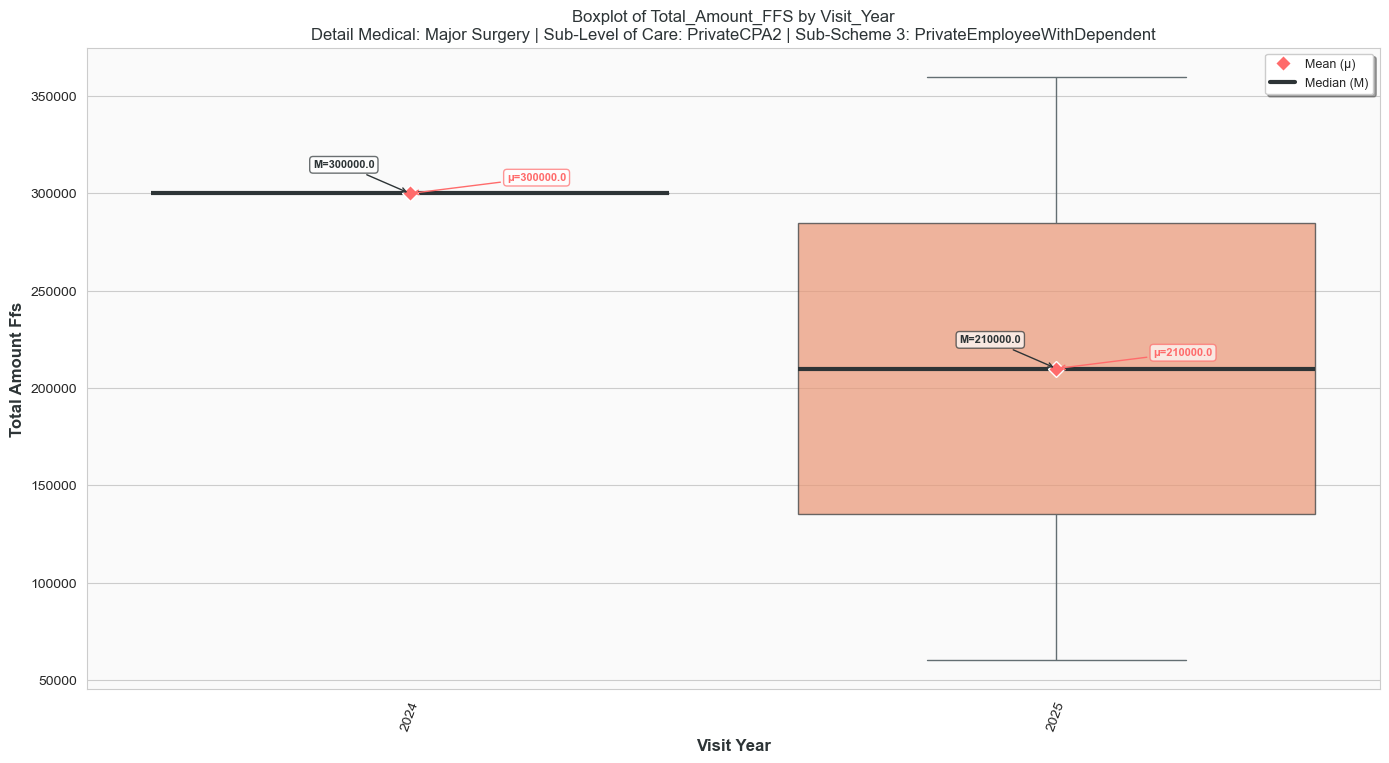 Boxplot of Total_Amount_FFS by Visit_Year
Detail Medical: Major Surgery | Sub-Level of Care: PrivateCPA2 | Sub-Scheme 3: PrivateEmployeeWithDependent
Mean (μ)
Median (M)
Total Amount Ffs
350000
300000
250000
200000
150000
100000
50000
M=300000.0
μ=300000.0
M=210000.0
μ=210000.0
2024
2025
Visit Year